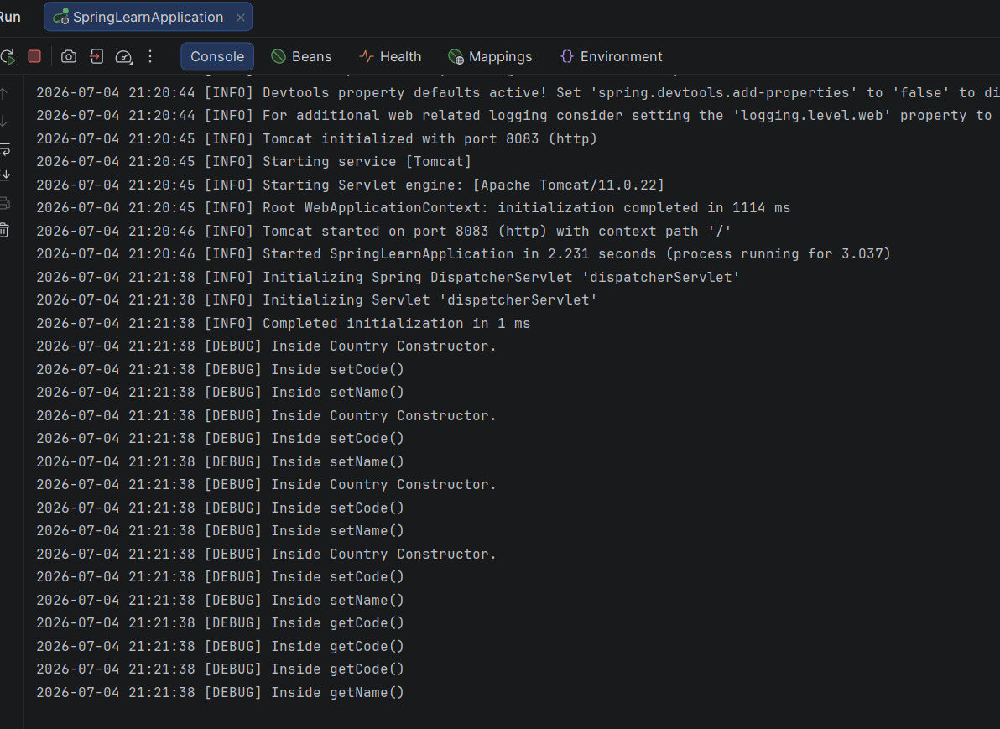 Run
SpringLearnApplication
Console Beans Health Mappings Environment
2026-07-04 21:20:44 [INFO] Devtools property defaults active! Set 'spring.devtools.add-properties' to 'false' to di
2026-07-04 21:20:44 [INFO] For additional web related logging consider setting the 'logging.level.web' property to
2026-07-04 21:20:45 [INFO] Tomcat initialized with port 8083 (http)
2026-07-04 21:20:45 [INFO] Starting service [Tomcat]
2026-07-04 21:20:45 [INFO] Starting Servlet engine: [Apache Tomcat/11.0.22]
2026-07-04 21:20:45 [INFO] Root WebApplicationContext: initialization completed in 1114 ms
2026-07-04 21:20:46 [INFO] Tomcat started on port 8083 (http) with context path '/'
2026-07-04 21:20:46 [INFO] Started SpringLearnApplication in 2.231 seconds (process running for 3.037)
2026-07-04 21:21:38 [INFO] Initializing Spring DispatcherServlet 'dispatcherServlet'
2026-07-04 21:21:38 [INFO] Initializing Servlet 'dispatcherServlet'
2026-07-04 21:21:38 [INFO] Completed initialization in 1 ms
2026-07-04 21:21:38 [DEBUG] Inside Country Constructor.
2026-07-04 21:21:38 [DEBUG] Inside setCode()
2026-07-04 21:21:38 [DEBUG] Inside setName()
2026-07-04 21:21:38 [DEBUG] Inside Country Constructor.
2026-07-04 21:21:38 [DEBUG] Inside setCode()
2026-07-04 21:21:38 [DEBUG] Inside setName()
2026-07-04 21:21:38 [DEBUG] Inside Country Constructor.
2026-07-04 21:21:38 [DEBUG] Inside setCode()
2026-07-04 21:21:38 [DEBUG] Inside setName()
2026-07-04 21:21:38 [DEBUG] Inside Country Constructor.
2026-07-04 21:21:38 [DEBUG] Inside setCode()
2026-07-04 21:21:38 [DEBUG] Inside setName()
2026-07-04 21:21:38 [DEBUG] Inside getCode()
2026-07-04 21:21:38 [DEBUG] Inside getCode()
2026-07-04 21:21:38 [DEBUG] Inside getCode()
2026-07-04 21:21:38 [DEBUG] Inside getName()